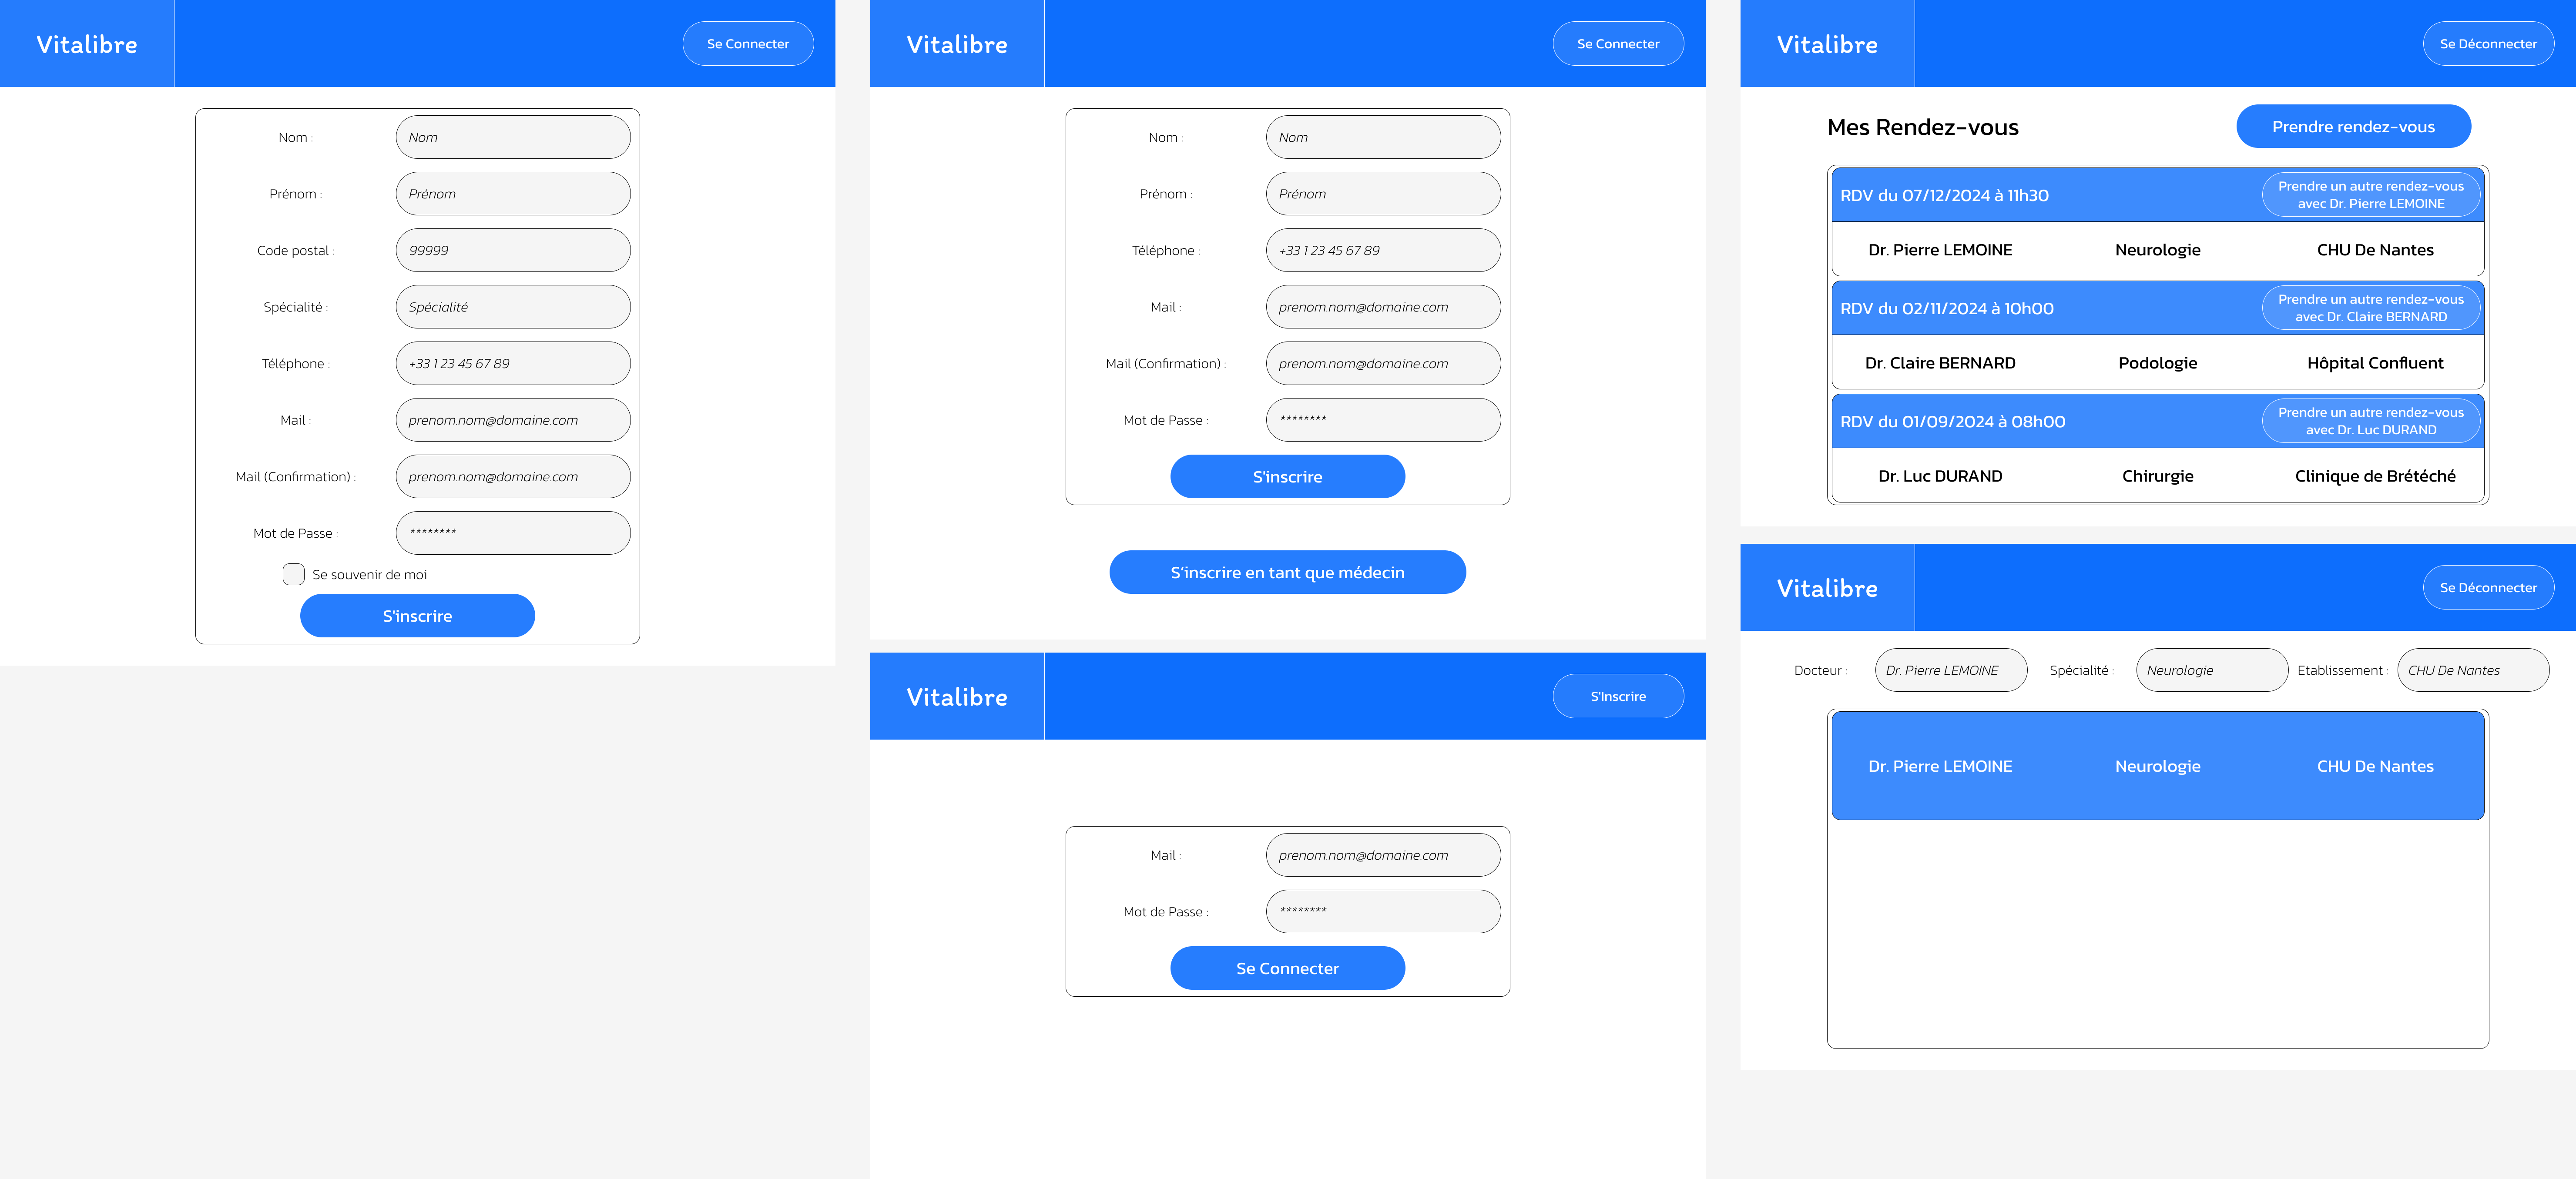 Vitalibre
Se Connecter
Nom :
Nom
Prénom :
Prénom
Code postal :
99999
Spécialité :
Spécialité
Téléphone :
+33 1 23 45 67 89
Mail :
prenom.nom@domaine.com
Mail (Confirmation) :
prenom.nom@domaine.com
Mot de Passe :
********
Se souvenir de moi
S'inscrire
Vitalibre
Se Connecter
Nom :
Nom
Prénom :
Prénom
Téléphone :
+33 1 23 45 67 89
Mail :
prenom.nom@domaine.com
Mail (Confirmation) :
prenom.nom@domaine.com
Mot de Passe :
********
S'inscrire
S'inscrire en tant que médecin
Vitalibre
S'Inscrire
Mail :
prenom.nom@domaine.com
Mot de Passe :
********
Se Connecter
Vitalibre
Se Déconnecter
Mes Rendez-vous
Prendre rendez-vous
RDV du 07/12/2024 à 11h30
Prendre un autre rendez-vous
avec Dr. Pierre LEMOINE
Dr. Pierre LEMOINE
Neurologie
CHU De Nantes
RDV du 02/11/2024 à 10h00
Prendre un autre rendez-vous
avec Dr. Claire BERNARD
Dr. Claire BERNARD
Podologie
Hôpital Confluent
RDV du 01/09/2024 à 08h00
Prendre un autre rendez-vous
avec Dr. Luc DURAND
Dr. Luc DURAND
Chirurgie
Clinique de Brétéché
Vitalibre
Se Déconnecter
Docteur :
Dr. Pierre LEMOINE
Spécialité :
Neurologie
Etablissement :
CHU De Nantes
Dr. Pierre LEMOINE
Neurologie
CHU De Nantes